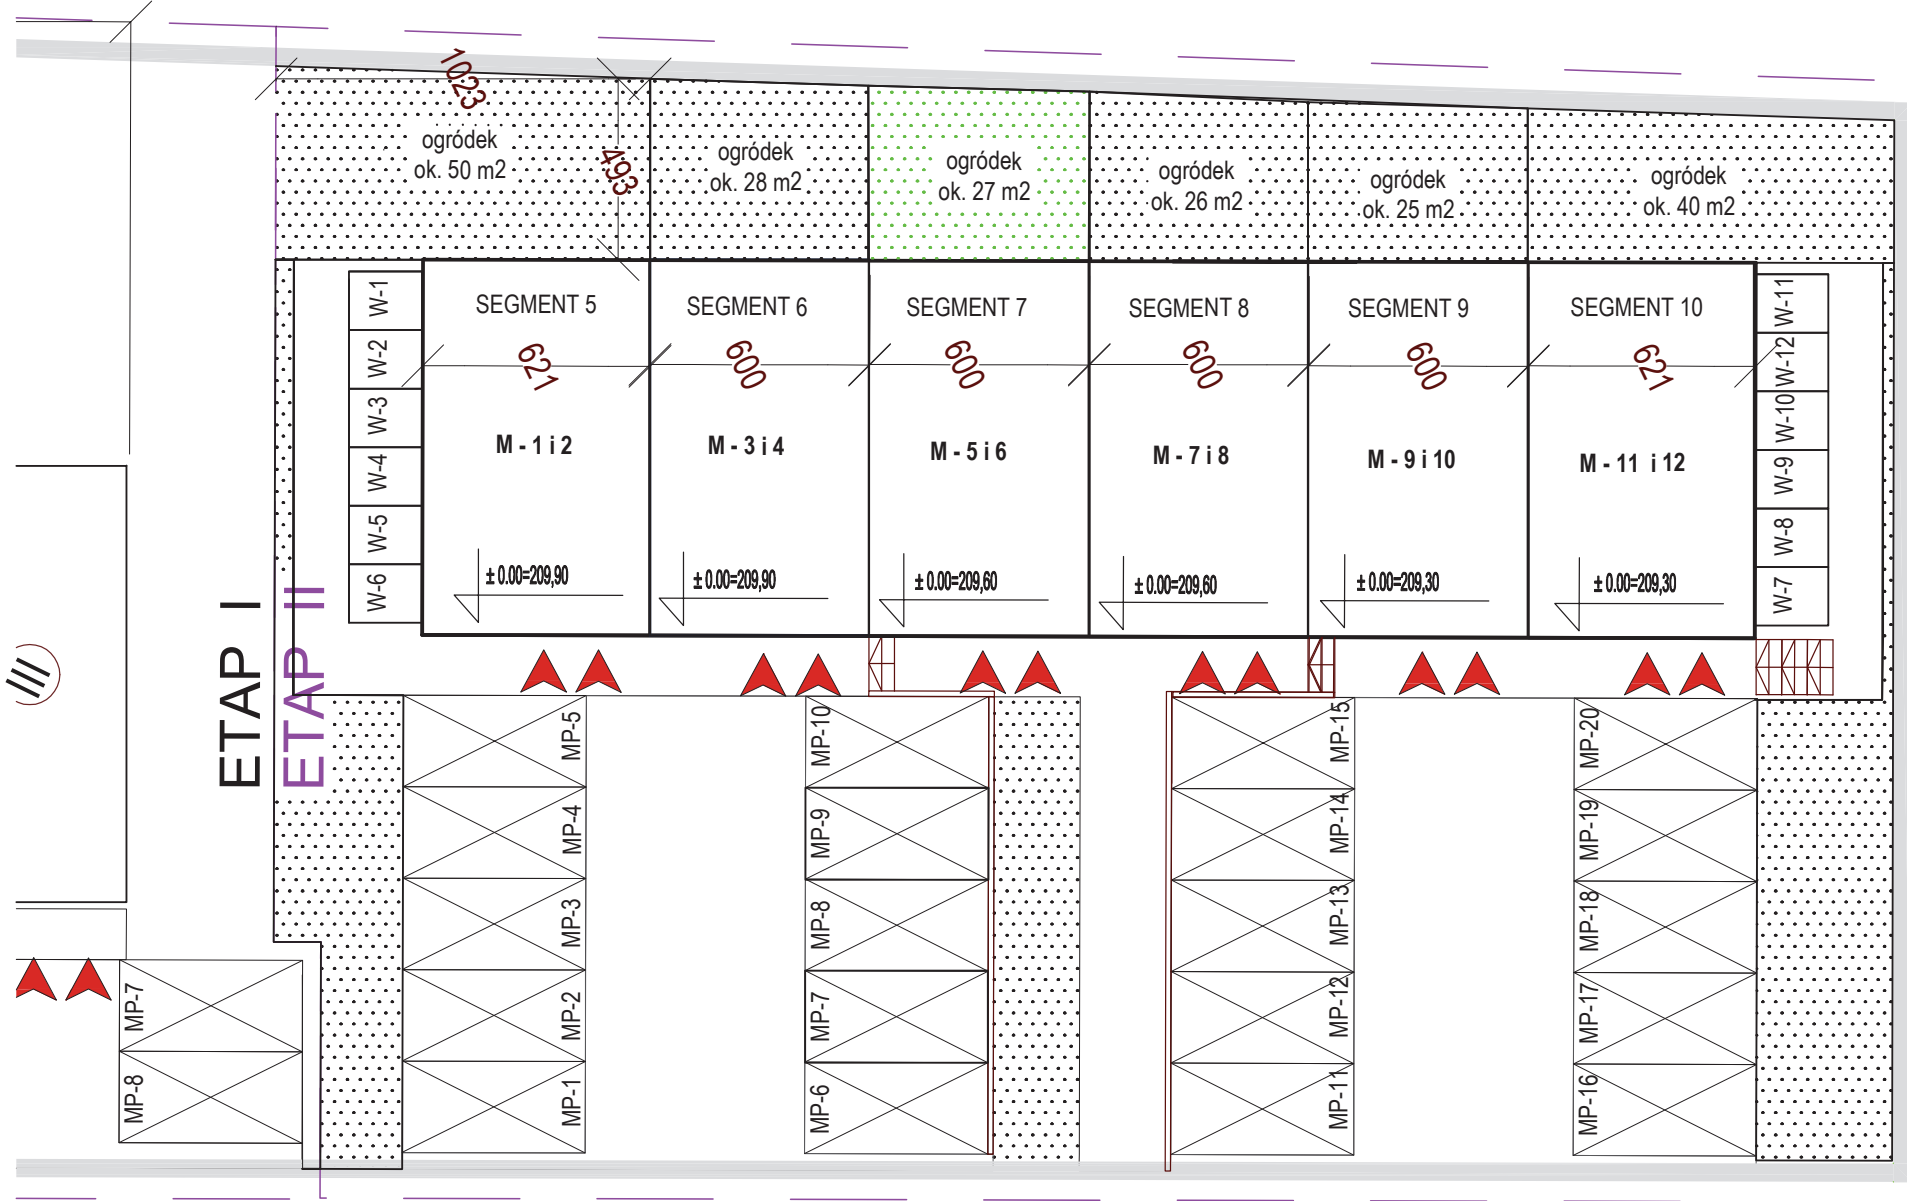 1023
493
ogródek
ok. 50 m2
ogródek
ok. 28 m2
ogródek
ok. 27 m2
ogródek
ok. 26 m2
ogródek
ok. 25 m2
ogródek
ok. 40 m2
W-1
W-2
W-3
W-4
W-5
W-6
SEGMENT 5
SEGMENT 6
SEGMENT 7
SEGMENT 8
SEGMENT 9
SEGMENT 10
621
600
600
600
600
621
M - 1 i 2
M - 3 i 4
M - 5 i 6
M - 7 i 8
M - 9 i 10
M - 11 i 12
± 0.00=209,90
± 0.00=209,90
± 0.00=209,60
± 0.00=209,60
± 0.00=209,30
± 0.00=209,30
W-11
W-12
W-10
W-9
W-8
W-7
III
ETAP I
ETAP II
MP-5
MP-4
MP-3
MP-2
MP-1
MP-10
MP-9
MP-8
MP-7
MP-6
MP-15
MP-14
MP-13
MP-12
MP-11
MP-20
MP-19
MP-18
MP-17
MP-16
MP-7
MP-8